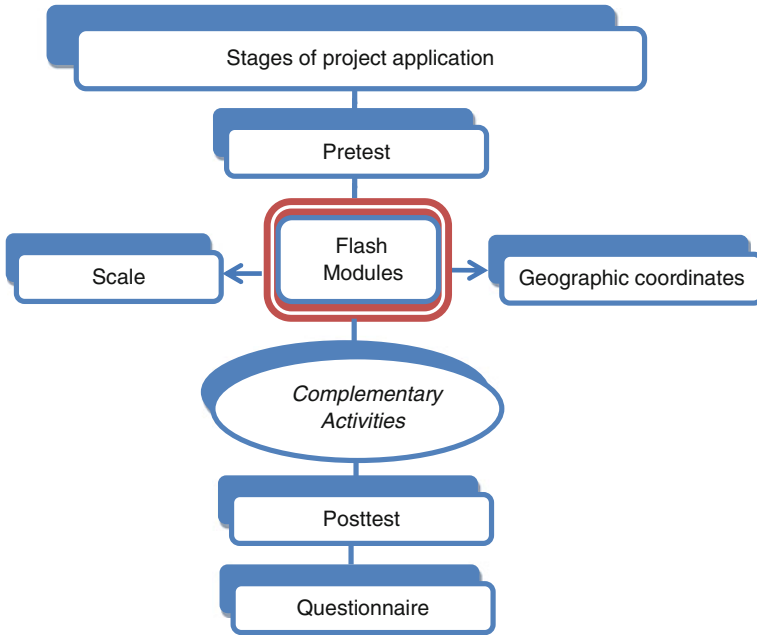 Stages of project application
Pretest
Flash
Modules
Scale
Geographic coordinates
Complementary
Activities
Posttest
Questionnaire